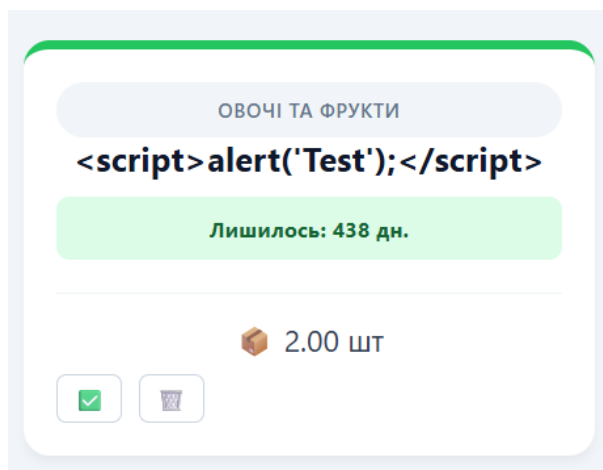 ОВОЧІ ТА ФРУКТИ
<script>alert('Test');</script>
Лишилось: 438 дн.
2.00 шт